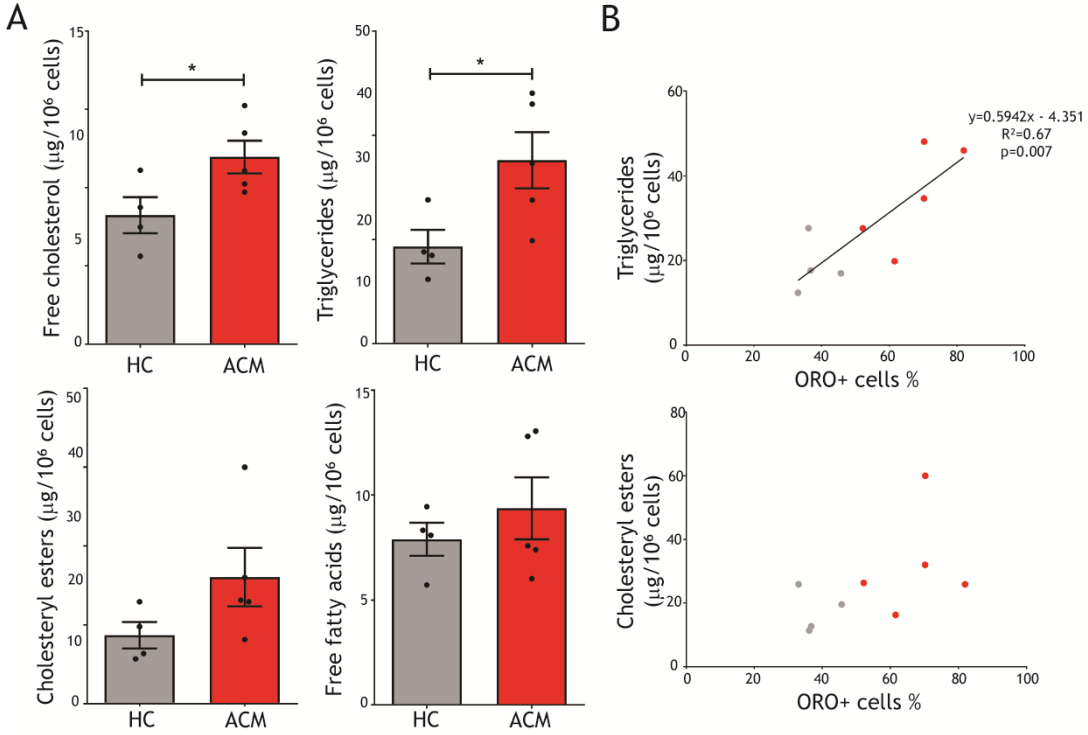 A
B
Free cholesterol (µg/10⁶ cells)
15
10
5
0
*
HC
ACM
Triglycerides (µg/10⁶ cells)
50
40
30
20
10
0
*
HC
ACM
Triglycerides
(µg/10⁶ cells)
60
40
20
0
y=0.5942x - 4.351
R²=0.67
p=0.007
0
20
40
60
80
100
ORO+ cells %
Cholesteryl esters (µg/10⁶ cells)
50
40
30
20
10
0
HC
ACM
Free fatty acids (µg/10⁶ cells)
15
10
5
0
HC
ACM
Cholesteryl esters
(µg/10⁶ cells)
80
60
40
20
0
0
20
40
60
80
100
ORO+ cells %